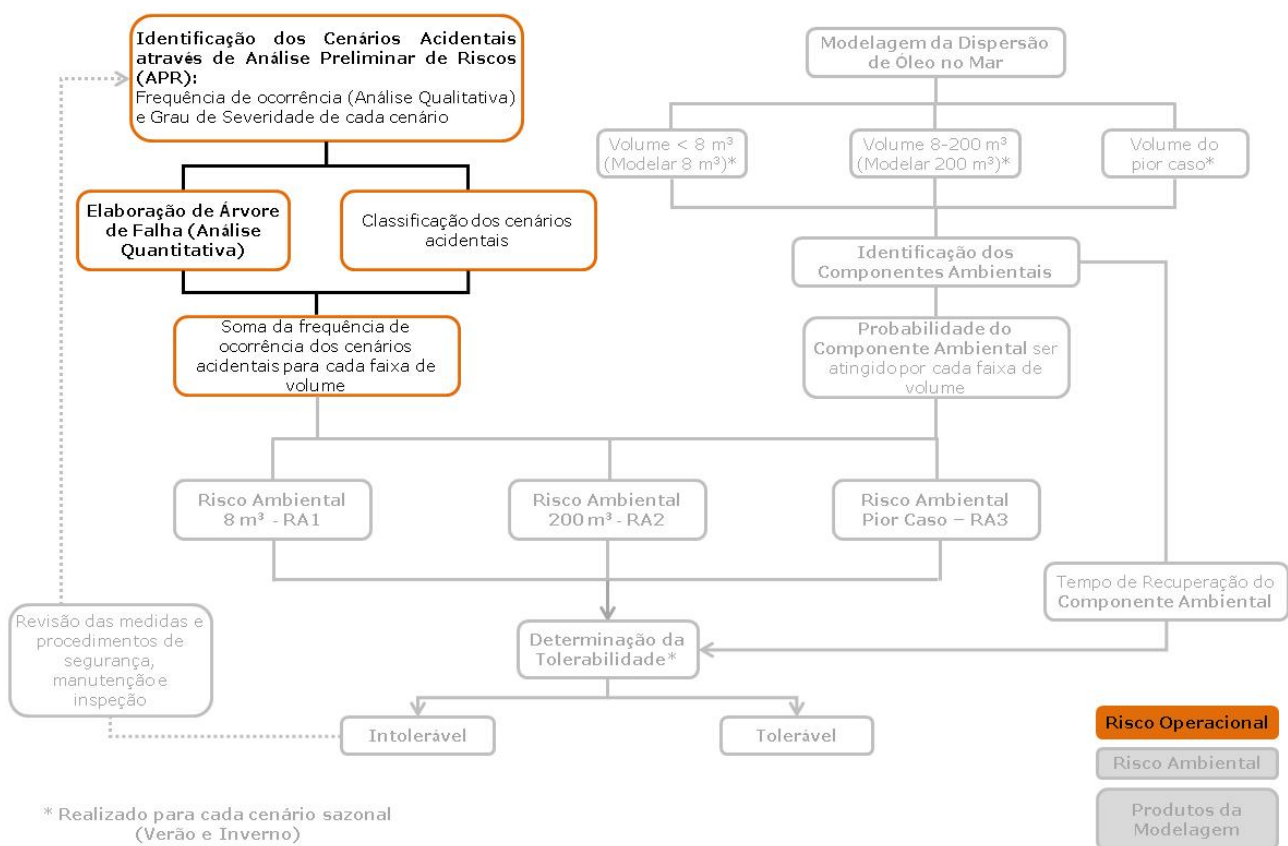 Identificação dos Cenários Acidentais
através de Análise Preliminar de Riscos
(APR):
Frequência de ocorrência (Análise Qualitativa)
e Grau de Severidade de cada cenário
Elaboração de Árvore
de Falha (Análise
Quantitativa)
Classificação dos cenários
acidentais
Soma da frequência de
ocorrência dos cenários
acidentais para cada faixa de
volume
Modelagem da Dispersão
de Óleo no Mar
Volume < 8 m³
(Modelar 8 m³)*
Volume 8-200 m³
(Modelar 200 m³)*
Volume do
pior caso*
Identificação dos
Componentes Ambientais
Probabilidade do
Componente Ambiental ser
atingido por cada faixa de
volume
Risco Ambiental
8 m³ - RA1
Risco Ambiental
200 m³ - RA2
Risco Ambiental
Pior Caso – RA3
Tempo de Recuperação do
Componente Ambiental
Revisão das medidas e
procedimentos de
segurança,
manutenção e
inspeção
Determinação da
Tolerabilidade*
Intolerável
Tolerável
Risco Operacional
Risco Ambiental
Produtos da
Modelagem
* Realizado para cada cenário sazonal
(Verão e Inverno)